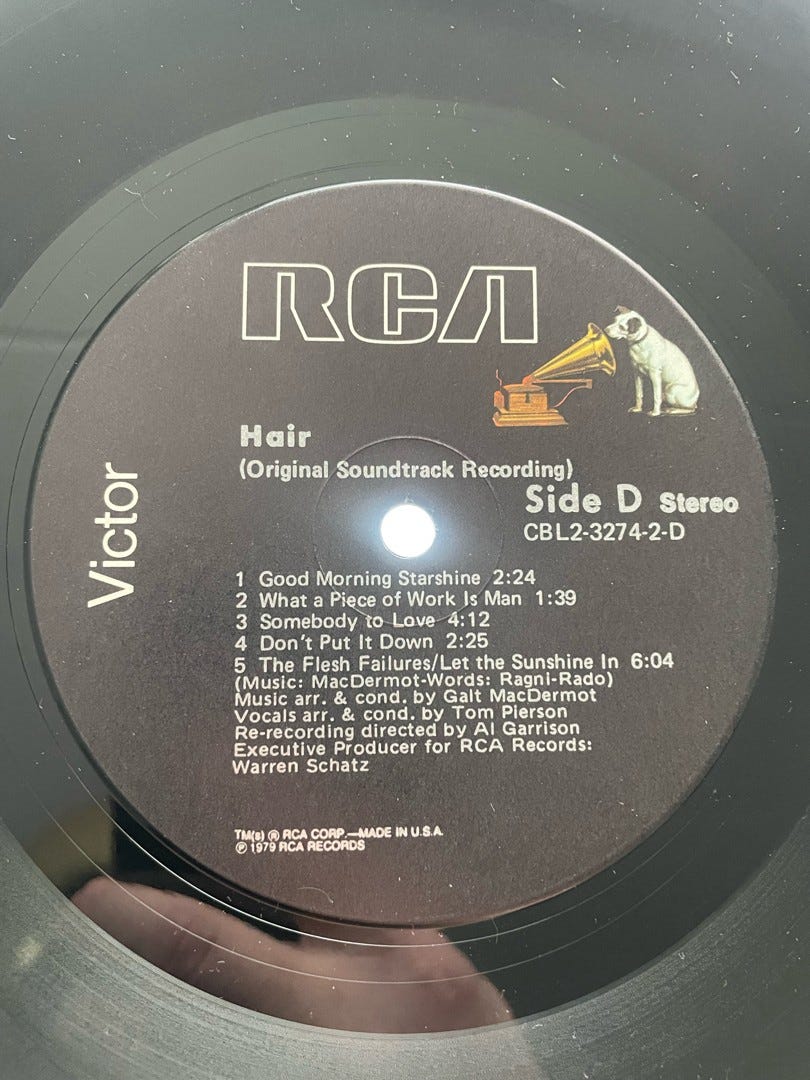 RCA
Victor
Hair
(Original Soundtrack Recording)
Side D Stereo
CBL2-3274-2-D
1 Good Morning Starshine 2:24
2 What a Piece of Work Is Man 1:39
3 Somebody to Love 4:12
4 Don't Put It Down 2:25
5 The Flesh Failures/Let the Sunshine In 6:04
(Music: MacDermot-Words: Ragni-Rado)
Music arr. & cond. by Galt MacDermot
Vocals arr. & cond. by Tom Pierson
Re-recording directed by Al Garrison
Executive Producer for RCA Records:
Warren Schatz
TM(s) ® RCA CORP.—MADE IN U.S.A.
℗ 1979 RCA RECORDS